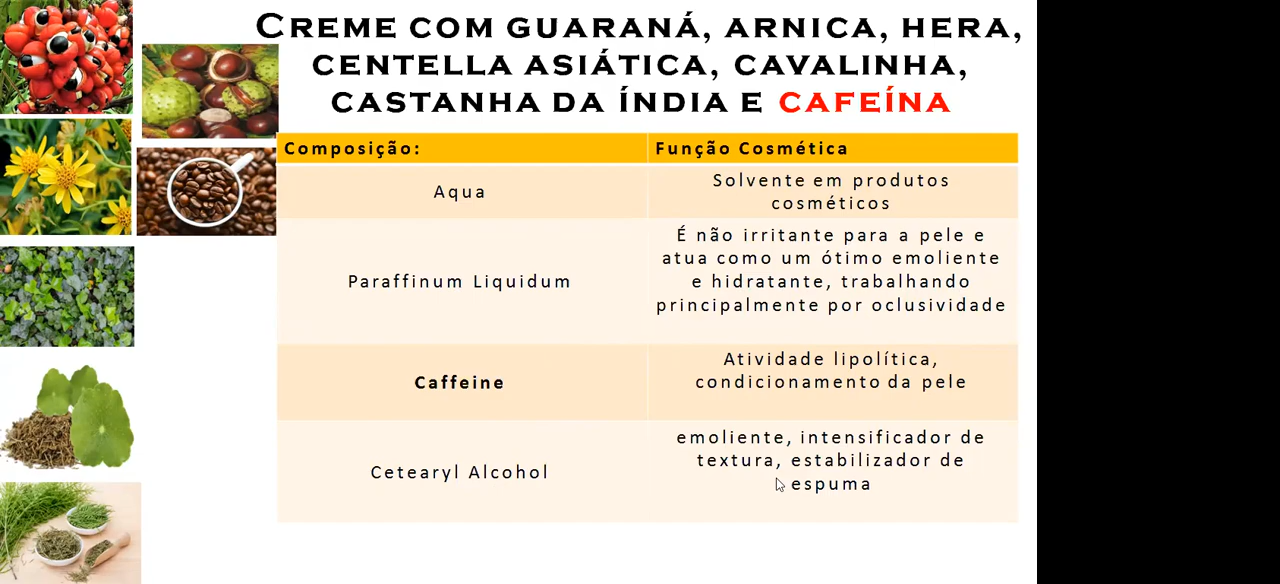 CREME COM GUARANÁ, ARNICA, HERA,
CENTELLA ASIÁTICA, CAVALINHA,
CASTANHA DA ÍNDIA E CAFEÍNA
Composição:
Função Cosmética
Aqua
Solvente em produtos
cosméticos
Paraffinum Liquidum
É não irritante para a pele e
atua como um ótimo emoliente
e hidratante, trabalhando
principalmente por oclusividade
Caffeine
Atividade lipolítica,
condicionamento da pele
Cetearyl Alcohol
emoliente, intensificador de
textura, estabilizador de
espuma